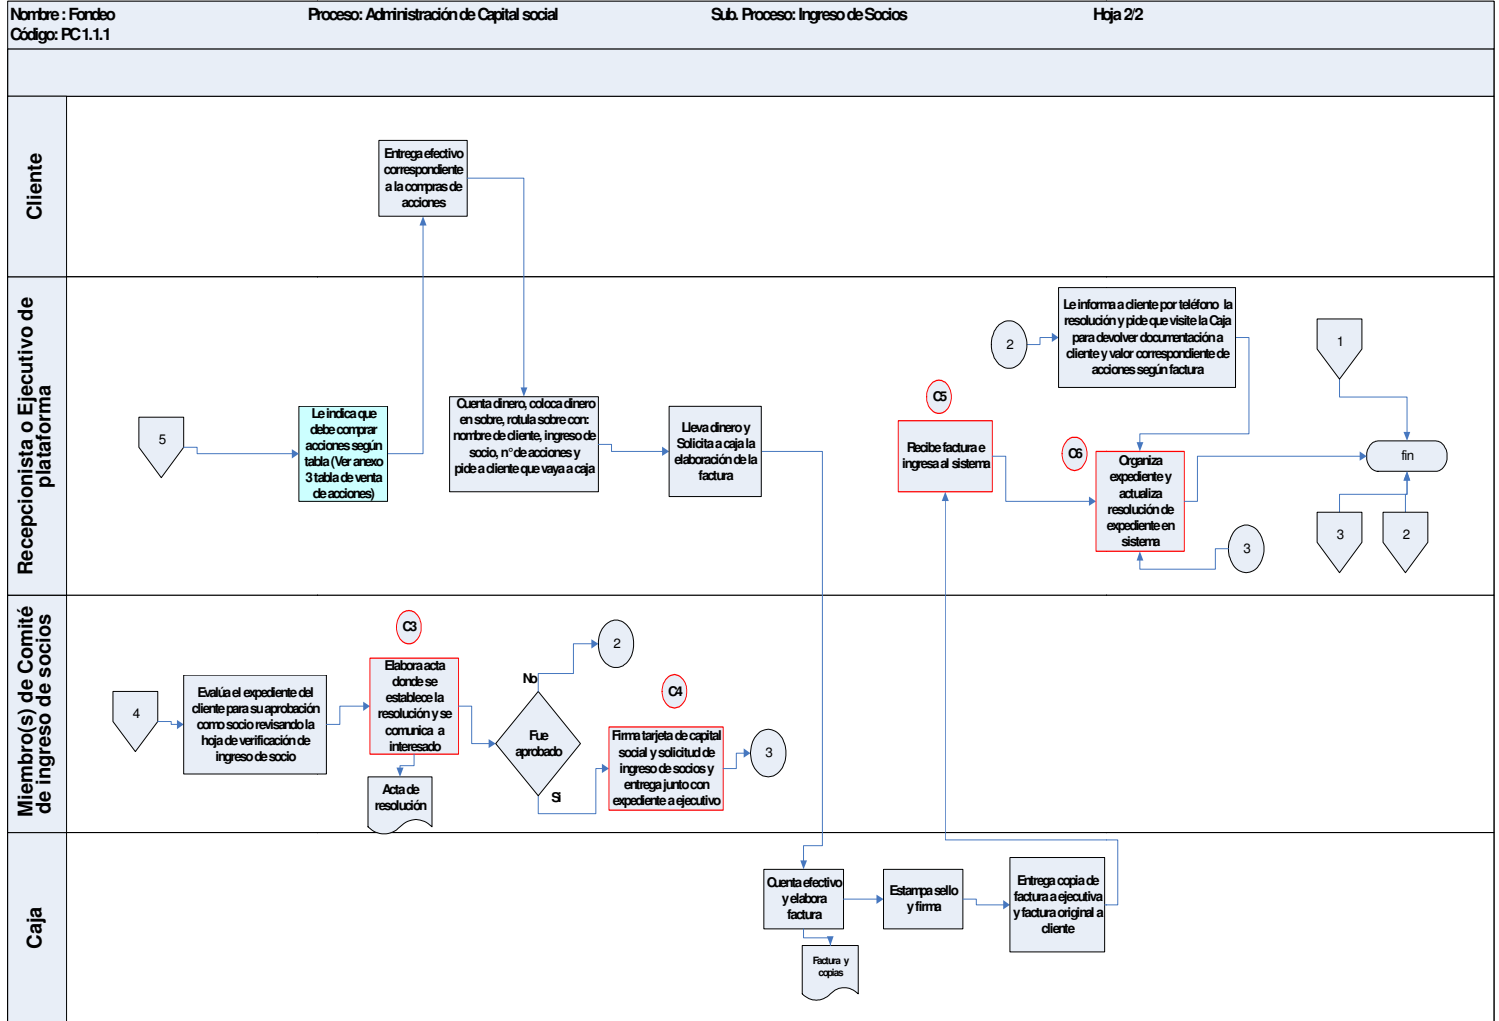 Nombre : Fondeo Proceso: Administración de Capital social Sub. Proceso: Ingreso de Socios Hoja 2/2
Código: PC 1.1.1
Cliente
Entrega efectivo
correspondiente
a la compras de
acciones
Recepcionista o Ejecutivo de
plataforma
5
Le indica que
debe comprar
acciones según
tabla (Ver anexo
3 tabla de venta
de acciones)
Cuenta dinero, coloca dinero
en sobre, rotula sobre con:
nombre de cliente, ingreso de
socio, n° de acciones y
pide a cliente que vaya a caja
Lleva dinero y
Solicita a caja la
elaboración de la
factura
C5
Recibe factura e
ingresa al sistema
2
Le informa a cliente por teléfono la
resolución y pide que visite la Caja
para devolver documentación a
cliente y valor correspondiente de
acciones según factura
C6
Organiza
expediente y
actualiza
resolución de
expediente en
sistema
3
1
fin
3
2
Miembro(s) de Comité
de ingreso de socios
4
Evalúa el expediente del
cliente para su aprobación
como socio revisando la
hoja de verificación de
ingreso de socio
C3
Elabora acta
donde se
establece la
resolución y se
comunica a
interesado
Acta de
resolución
Fue
aprobado
No
2
Si
C4
Firma tarjeta de capital
social y solicitud de
ingreso de socios y
entrega junto con
expediente a ejecutivo
3
Caja
Cuenta efectivo
y elabora
factura
Factura y
copias
Estampa sello
y firma
Entrega copia de
factura a ejecutiva
y factura original a
cliente